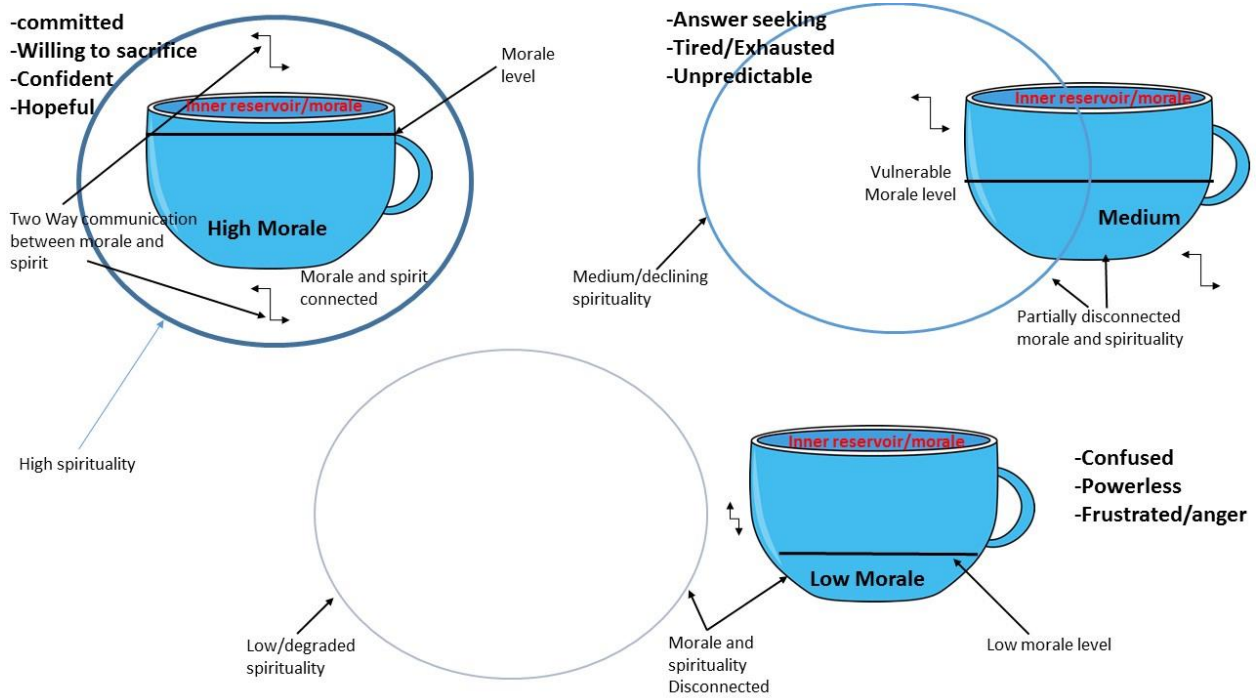 -committed
-Willing to sacrifice
-Confident
-Hopeful
Inner reservoir/morale
Morale
level
Two Way communication
between morale and
spirit
High Morale
Morale and spirit
connected
High spirituality
-Answer seeking
-Tired/Exhausted
-Unpredictable
Inner reservoir/morale
Vulnerable
Morale level
Medium
Medium/declining
spirituality
Partially disconnected
morale and spirituality
Inner reservoir/morale
-Confused
-Powerless
-Frustrated/anger
Low Morale
Low/degraded
spirituality
Morale and
spirituality
Disconnected
Low morale level